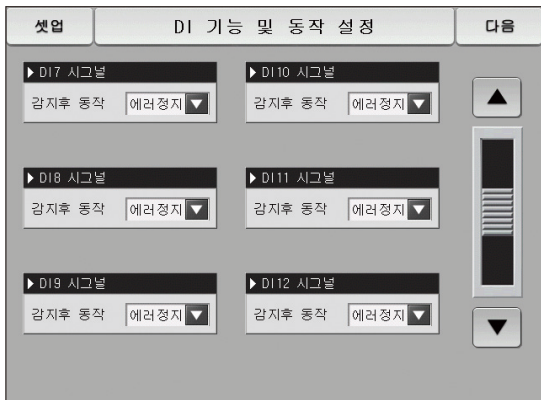 셋업
DI 기능 및 동작 설정
다음
DI7 시그널
감지후 동작 에러정지
DI8 시그널
감지후 동작 에러정지
DI9 시그널
감지후 동작 에러정지
DI10 시그널
감지후 동작 에러정지
DI11 시그널
감지후 동작 에러정지
DI12 시그널
감지후 동작 에러정지